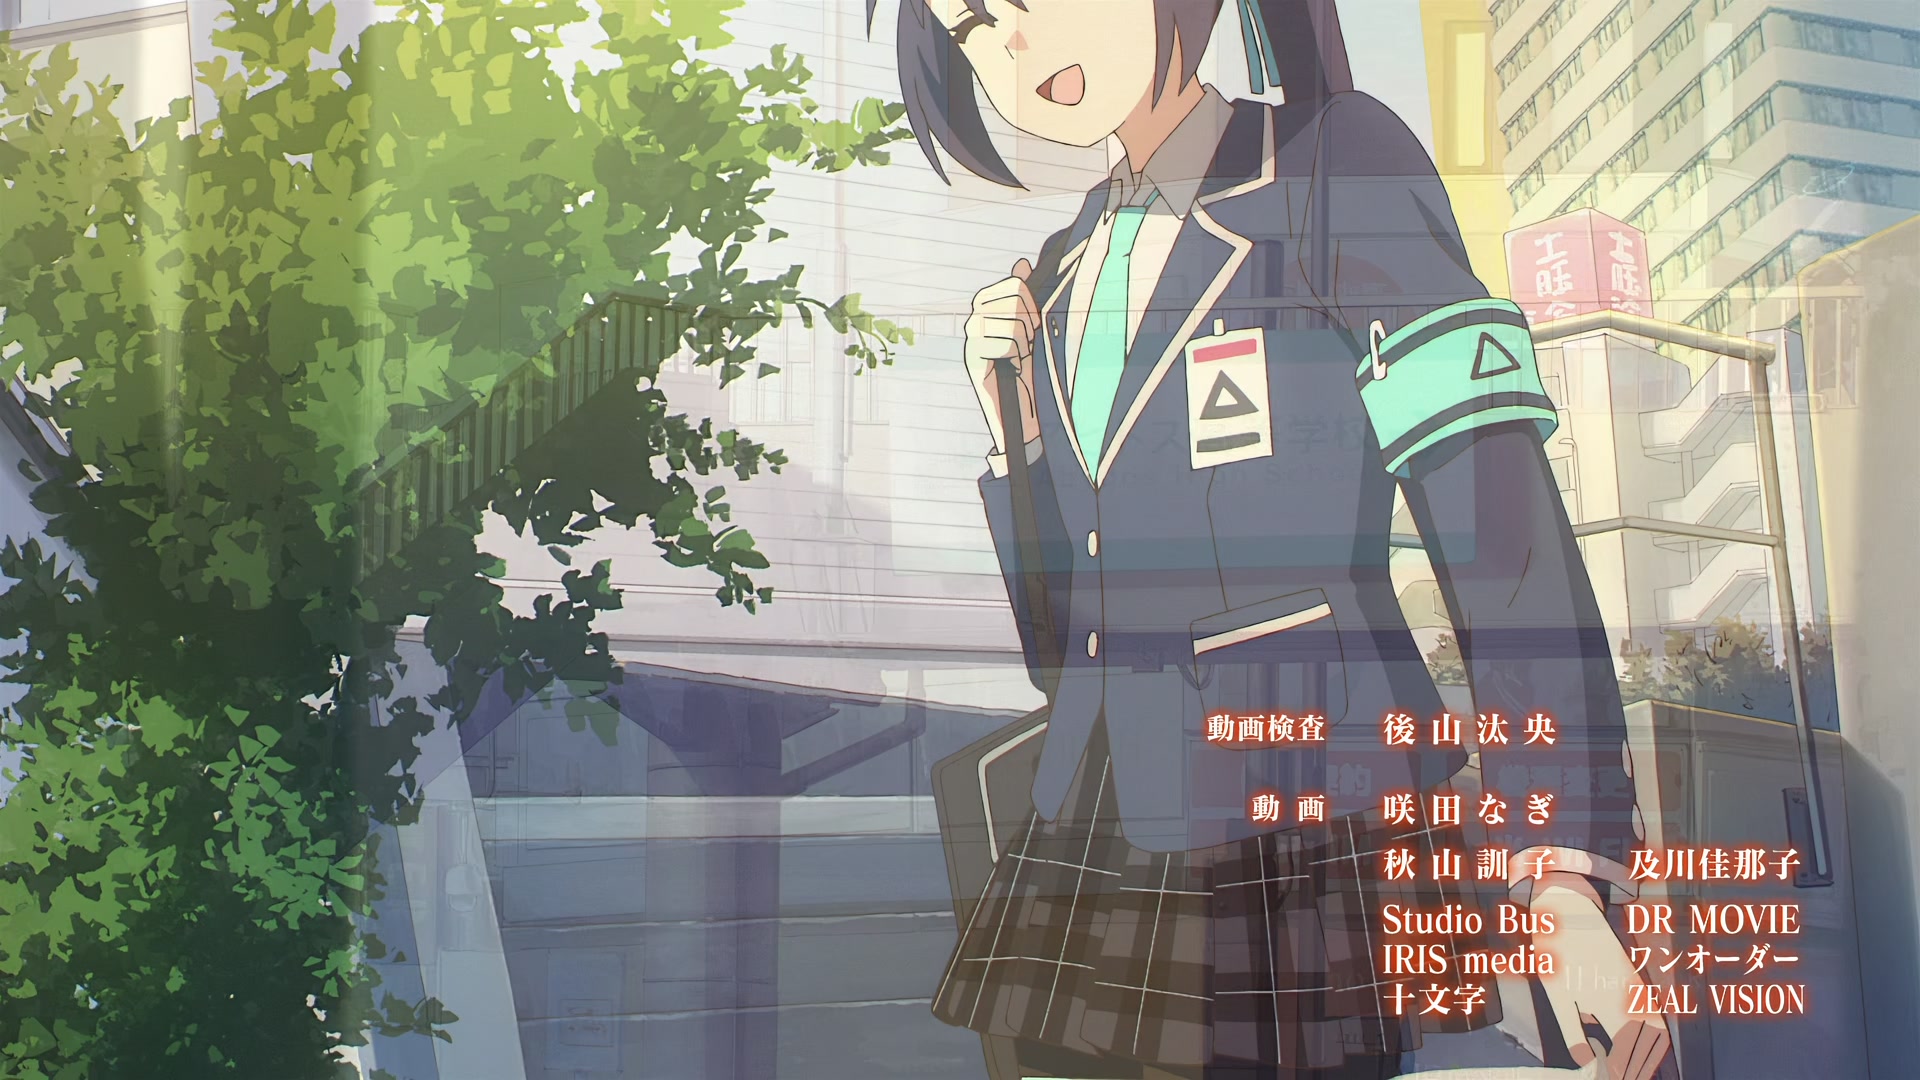 動画検査 後山汰央
動画 咲田なぎ
秋山訓子 及川佳那子
Studio Bus DR MOVIE
IRIS media ワンオーダー
十文字 ZEAL VISION